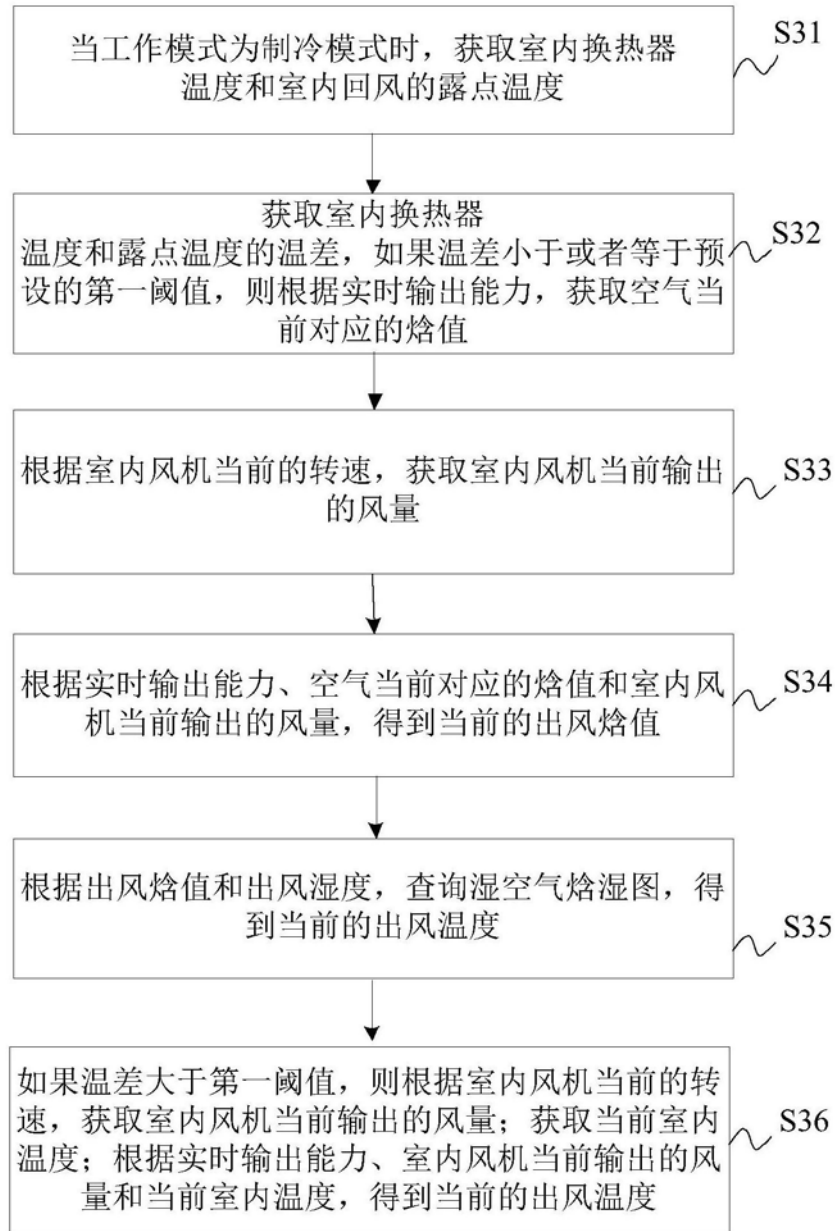 当工作模式为制冷模式时，获取室内换热器
温度和室内回风的露点温度
S31
获取室内换热器
温度和露点温度的温差，如果温差小于或者等于预
设的第一阈值，则根据实时输出能力，获取空气当
前对应的焓值
S32
根据室内风机当前的转速，获取室内风机当前输出
的风量
S33
根据实时输出能力、空气当前对应的焓值和室内风
机当前输出的风量，得到当前的出风焓值
S34
根据出风焓值和出风湿度，查询湿空气焓湿图，得
到当前的出风温度
S35
如果温差大于第一阈值，则根据室内风机当前的转
速，获取室内风机当前输出的风量；获取当前室内
温度；根据实时输出能力、室内风机当前输出的风
量和当前室内温度，得到当前的出风温度
S36